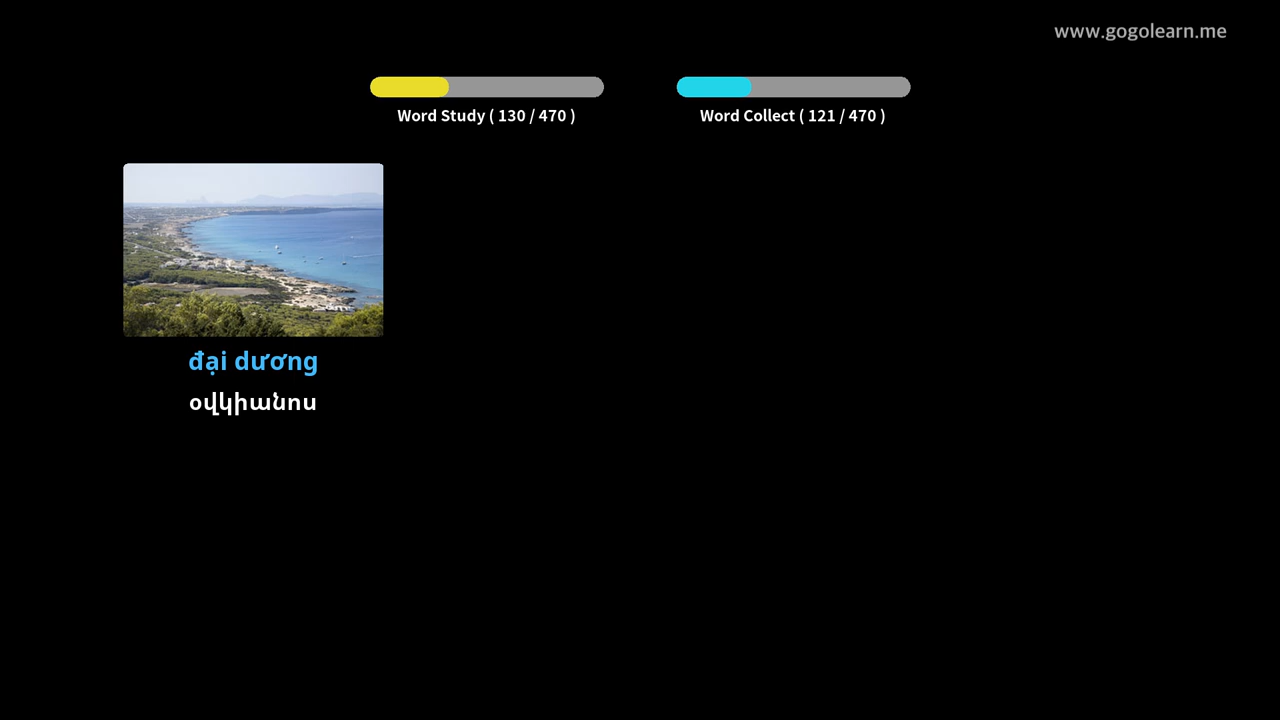 www.gogolearn.me
Word Study ( 130 / 470 )
Word Collect ( 121 / 470 )
đại dương
օվկիանոս